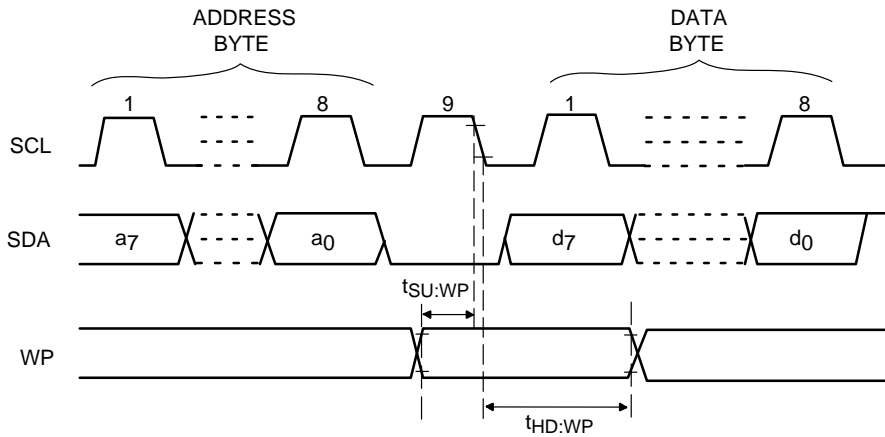 ADDRESS
BYTE
DATA
BYTE
1
8
9
1
8
SCL
SDA
a7
a0
d7
d0
tSU:WP
WP
tHD:WP